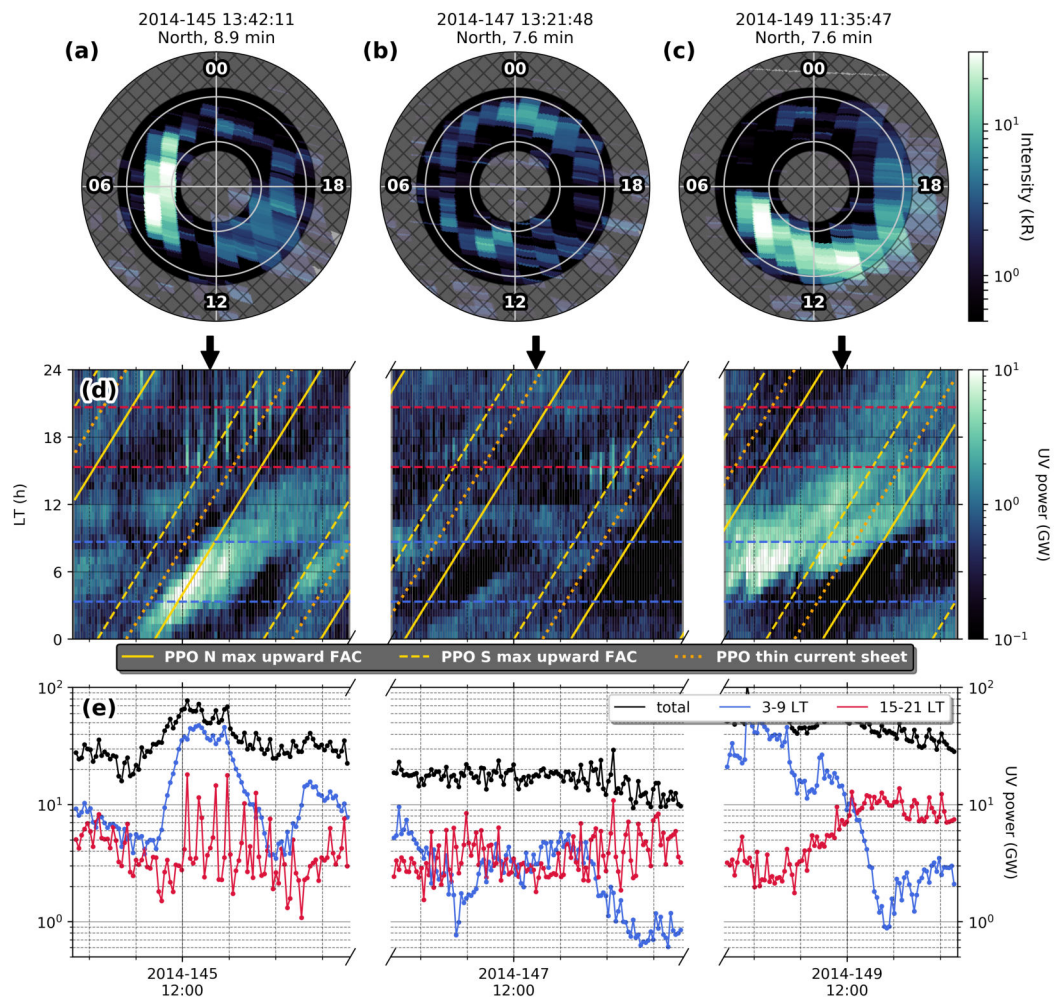 2014-145 13:42:11
North, 8.9 min
2014-147 13:21:48
North, 7.6 min
2014-149 11:35:47
North, 7.6 min
(a)
(b)
(c)
00
06
18
12
00
06
18
12
00
06
18
12
10¹
10⁰
Intensity (kR)
(d)
24
18
12
6
0
LT (h)
10¹
10⁰
10⁻¹
UV power (GW)
PPO N max upward FAC
PPO S max upward FAC
PPO thin current sheet
(e)
10²
10¹
10⁰
total
3-9 LT
15-21 LT
10²
10¹
10⁰
UV power (GW)
2014-145
12:00
2014-147
12:00
2014-149
12:00